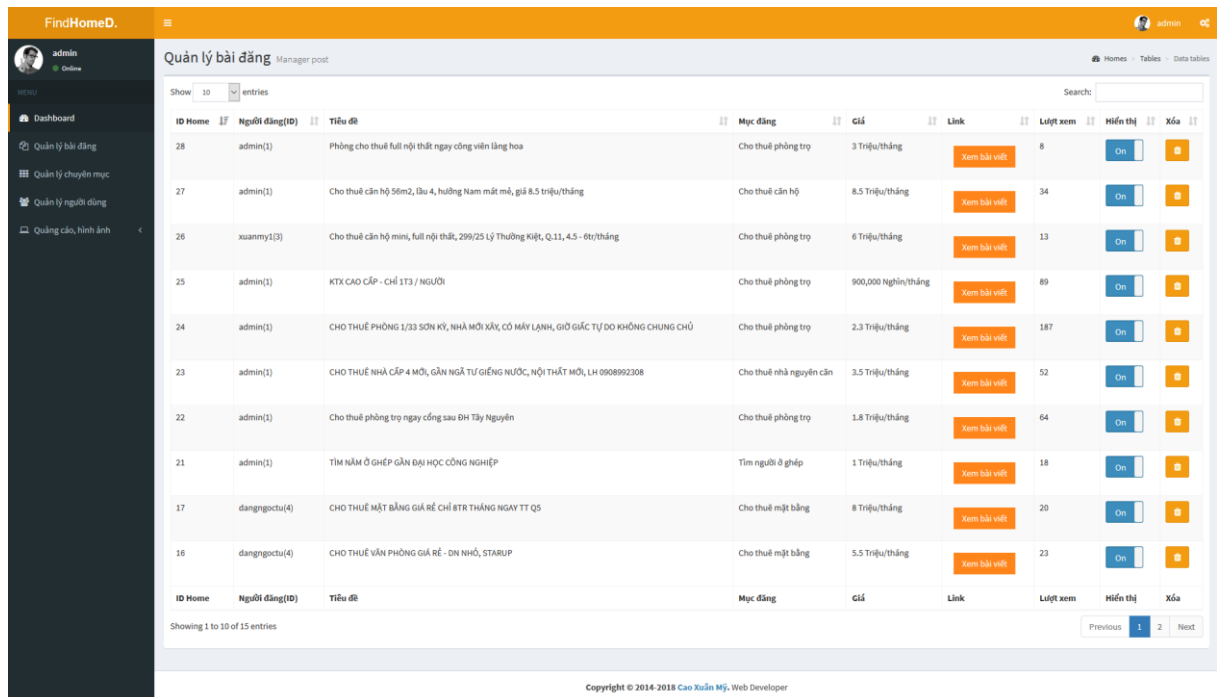 FindHomeD.
admin
admin
Online
Quản lý bài đăng Manager post
Homes > Tables > Data tables
MENU
Dashboard
Quản lý bài đăng
Quản lý chuyên mục
Quản lý người dùng
Quảng cáo, hình ảnh
Show 10 entries
Search:
ID Home Người đăng(ID) Tiêu đề Mục đăng Giá Link Lượt xem Hiển thị Xóa
28 admin(1) Phòng cho thuê full nội thất ngay công viên làng hoa Cho thuê phòng trọ 3 Triệu/tháng Xem bài viết 8 On
27 admin(1) Cho thuê căn hộ 56m2, lầu 4, hướng Nam mát mẻ, giá 8.5 triệu/tháng Cho thuê căn hộ 8.5 Triệu/tháng Xem bài viết 34 On
26 xuanmy1(3) Cho thuê căn hộ mini, full nội thất, 299/25 Lý Thường Kiệt, Q.11, 4.5 - 6tr/tháng Cho thuê phòng trọ 6 Triệu/tháng Xem bài viết 13 On
25 admin(1) KTX CAO CẤP - CHỈ 1T3 / NGƯỜI Cho thuê phòng trọ 900,000 Nghìn/tháng Xem bài viết 89 On
24 admin(1) CHO THUÊ PHÒNG 1/33 SƠN KỲ, NHÀ MỚI XÂY, CÓ MÁY LẠNH, GIỜ GIẤC TỰ DO KHÔNG CHUNG CHỦ Cho thuê phòng trọ 2.3 Triệu/tháng Xem bài viết 187 On
23 admin(1) CHO THUÊ NHÀ CẤP 4 MỚI, GẦN NGÃ TƯ GIẾNG NƯỚC, NỘI THẤT MỚI, LH 0908992308 Cho thuê nhà nguyên căn 3.5 Triệu/tháng Xem bài viết 52 On
22 admin(1) Cho thuê phòng trọ ngay cổng sau ĐH Tây Nguyên Cho thuê phòng trọ 1.8 Triệu/tháng Xem bài viết 64 On
21 admin(1) TÌM NĂM Ở GHÉP GẦN ĐẠI HỌC CÔNG NGHIỆP Tìm người ở ghép 1 Triệu/tháng Xem bài viết 18 On
17 dangngoctu(4) CHO THUÊ MẶT BẰNG GIÁ RẺ CHỈ 8TR THÁNG NGAY TT Q5 Cho thuê mặt bằng 8 Triệu/tháng Xem bài viết 20 On
16 dangngoctu(4) CHO THUÊ VĂN PHÒNG GIÁ RẺ - DN NHỎ, STARUP Cho thuê mặt bằng 5.5 Triệu/tháng Xem bài viết 23 On
ID Home Người đăng(ID) Tiêu đề Mục đăng Giá Link Lượt xem Hiển thị Xóa
Showing 1 to 10 of 15 entries
Previous 1 2 Next
Copyright © 2014-2018 Cao Xuân Mỹ. Web Developer